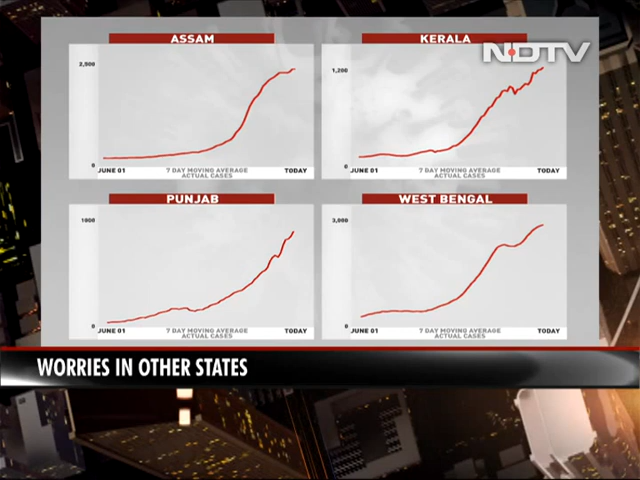 NDTV
ASSAM
2,500
0
JUNE 01
7 DAY MOVING AVERAGE
ACTUAL CASES
TODAY
KERALA
1,200
0
JUNE 01
7 DAY MOVING AVERAGE
ACTUAL CASES
TODAY
PUNJAB
1000
0
JUNE 01
7 DAY MOVING AVERAGE
ACTUAL CASES
TODAY
WEST BENGAL
3,000
0
JUNE 01
7 DAY MOVING AVERAGE
ACTUAL CASES
TODAY
WORRIES IN OTHER STATES